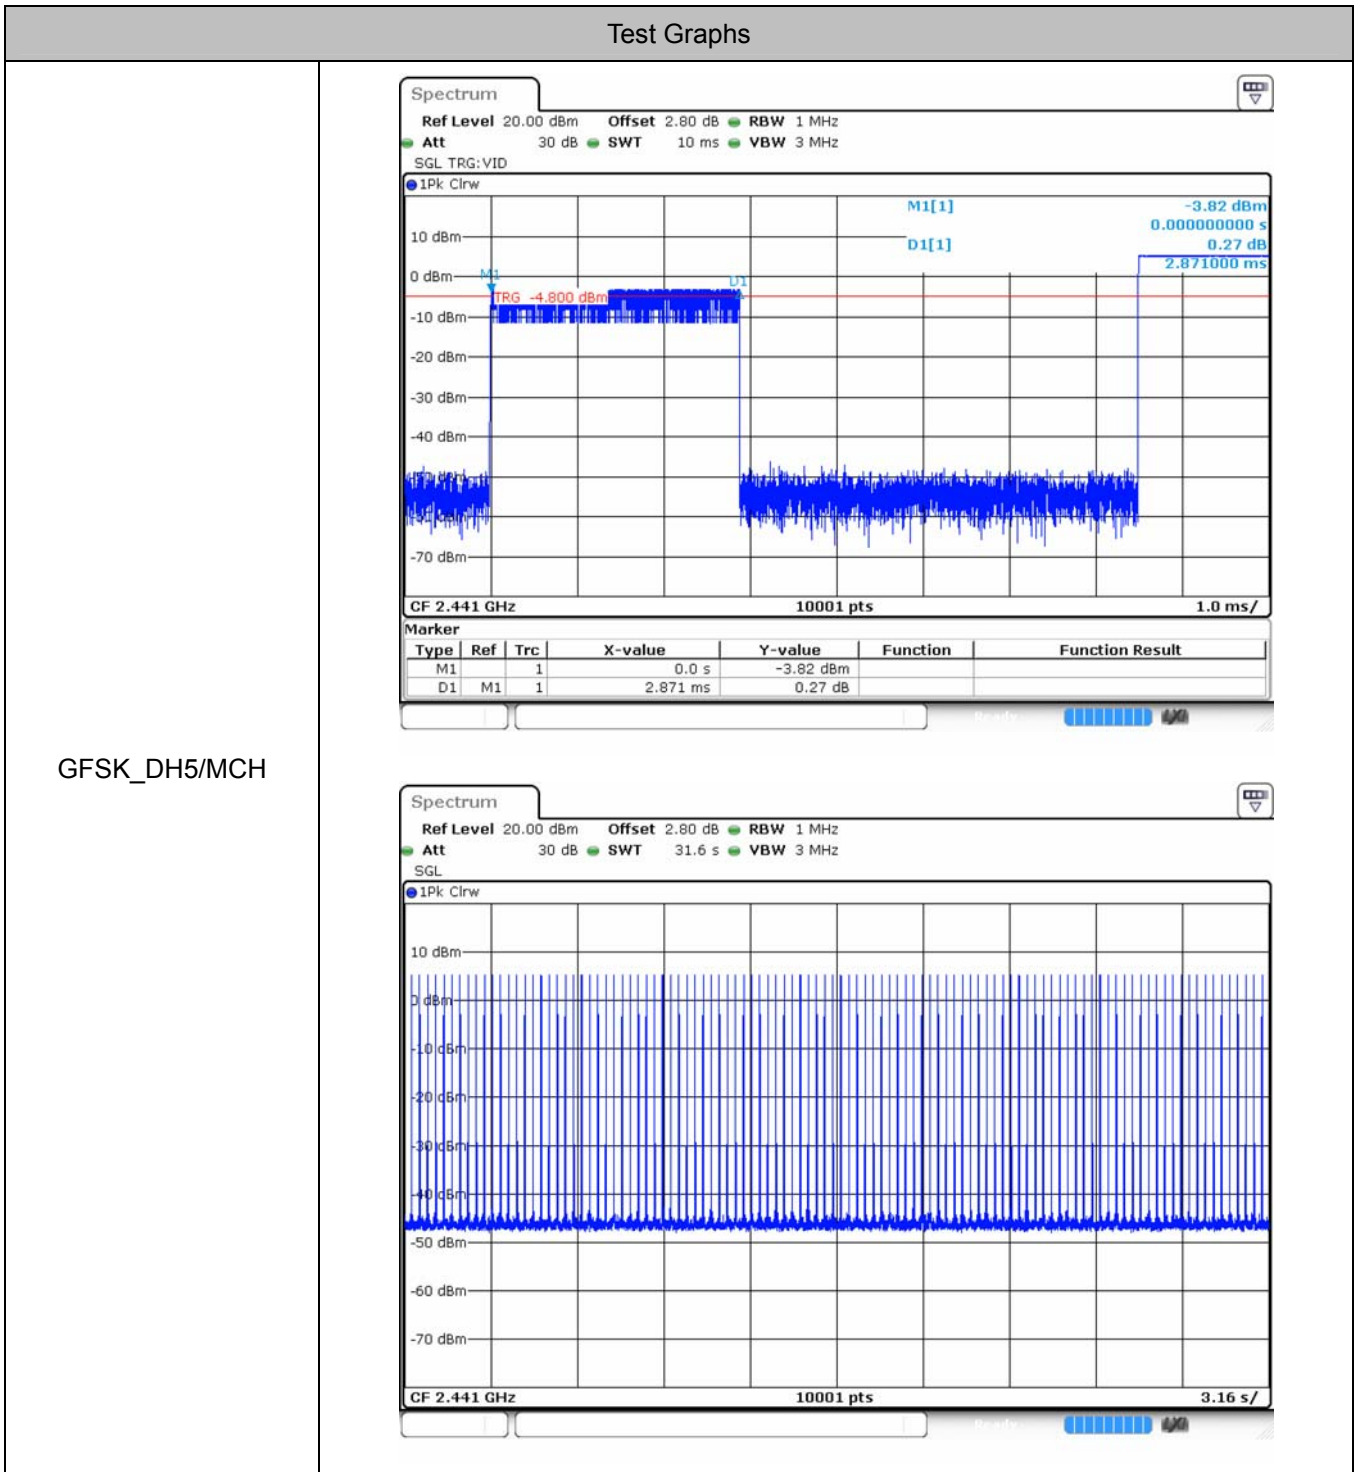 Test Graphs
GFSK_DH5/MCH
Spectrum
Ref Level 20.00 dBm Offset 2.80 dB RBW 1 MHz
Att 30 dB SWT 10 ms VBW 3 MHz
SGL TRG:VID
1Pk Clrw
M1[1] -3.82 dBm
0.000000000 s
10 dBm
D1[1] 0.27 dB
2.871000 ms
0 dBm
M1
D1
TRG -4.800 dBm
-10 dBm
-20 dBm
-30 dBm
-40 dBm
-70 dBm
CF 2.441 GHz 10001 pts 1.0 ms/
Marker
Type Ref Trc X-value Y-value Function Function Result
M1 1 0.0 s -3.82 dBm
D1 M1 1 2.871 ms 0.27 dB
Ready
Spectrum
Ref Level 20.00 dBm Offset 2.80 dB RBW 1 MHz
Att 30 dB SWT 31.6 s VBW 3 MHz
SGL
1Pk Clrw
10 dBm
0 dBm
-10 dBm
-20 dBm
-30 dBm
-40 dBm
-50 dBm
-60 dBm
-70 dBm
CF 2.441 GHz 10001 pts 3.16 s/
Ready